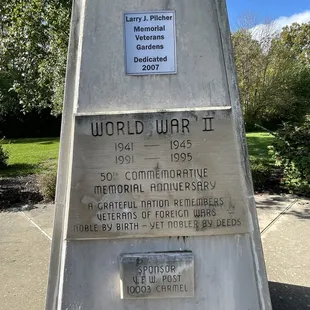 Larry J. Pilcher
Memorial
Veterans
Gardens
Dedicated
2007
WORLD WAR II
1941 — 1945
1991 — 1995
50TH COMMEMORATIVE
MEMORIAL ANNIVERSARY
A GRATEFUL NATION REMEMBERS
VETERANS OF FOREIGN WARS
NOBLE BY BIRTH - YET NOBLER BY DEEDS
SPONSOR
V.F.W. POST
10003 CARMEL